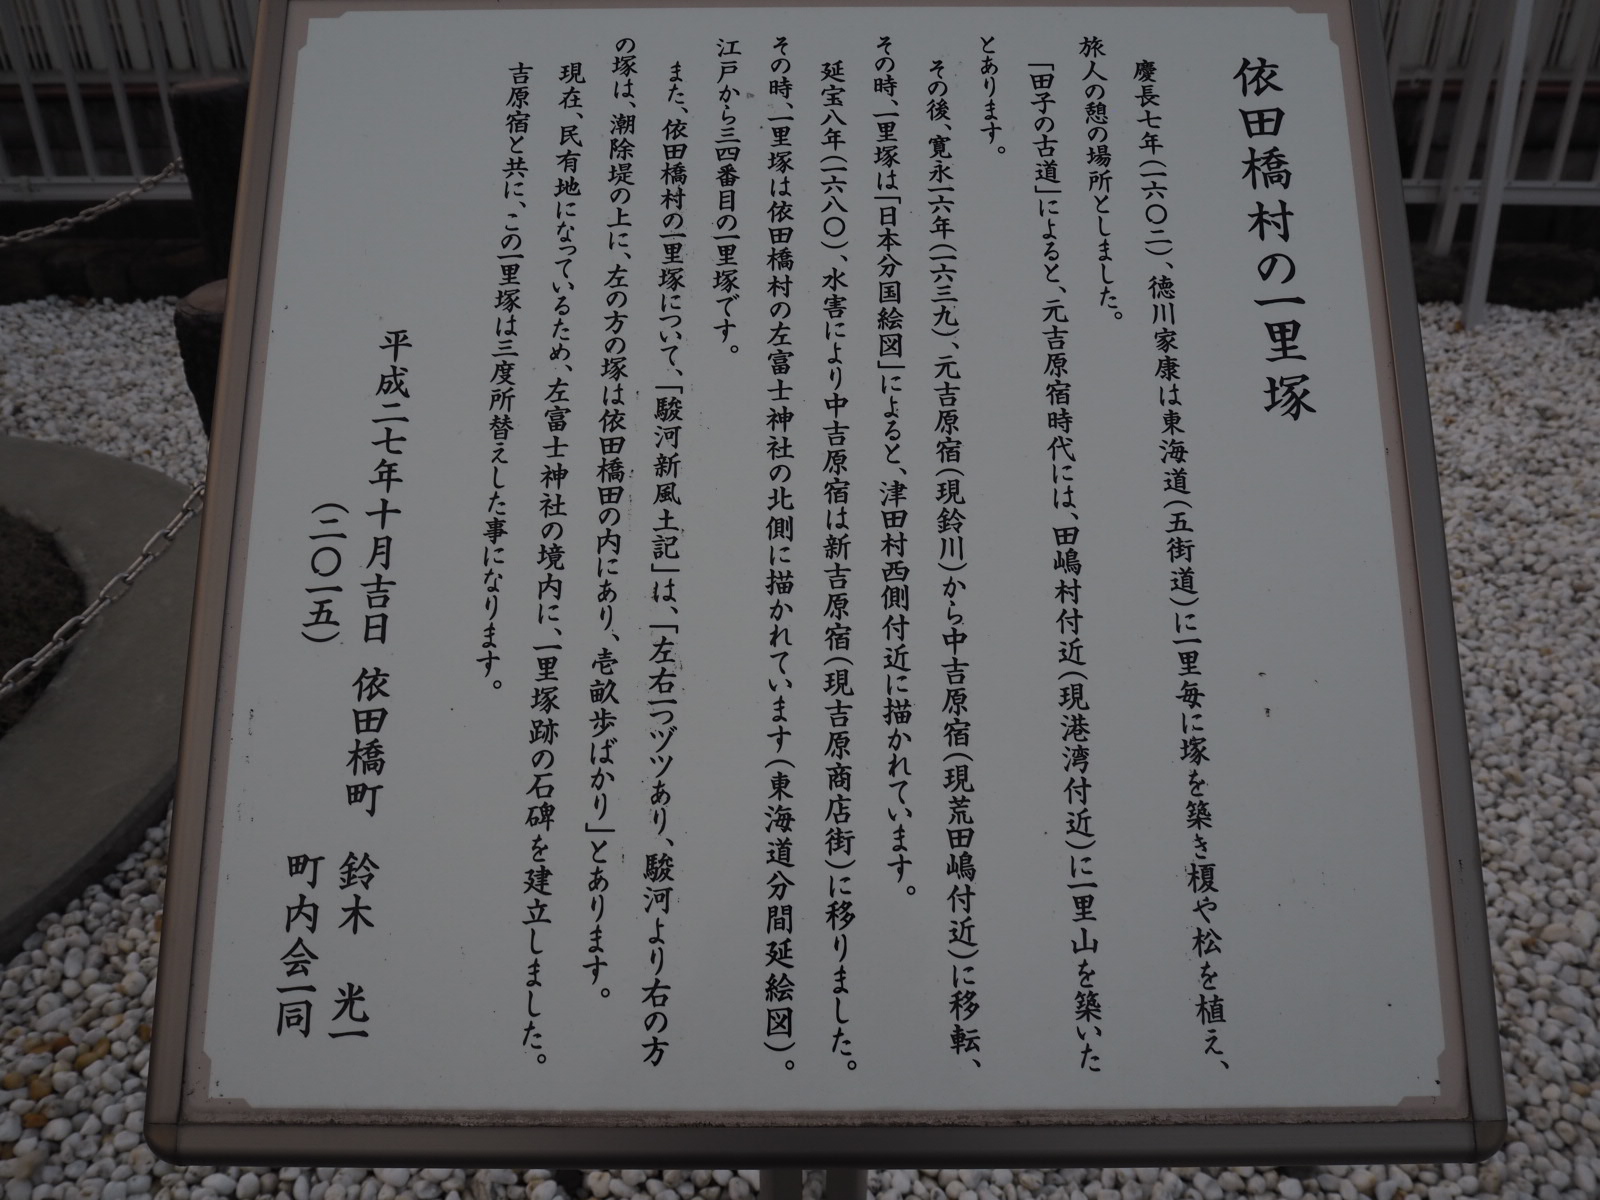 依田橋村の一里塚
慶長七年(一六〇二)、徳川家康は東海道(五街道)に一里毎に塚を築き榎や松を植え、
旅人の憩の場所としました。
「田子の古道」によると、元吉原宿時代には、田嶋村付近(現港湾付近)に一里山を築いた
とあります。
その後、寛永一六年(一六三九)、元吉原宿(現鈴川)から中吉原宿(現荒田嶋付近)に移転、
その時、一里塚は「日本分国絵図」によると、津田村西側付近に描かれています。
延宝八年(一六八〇)、水害により中吉原宿は新吉原宿(現吉原商店街)に移りました。
その時、一里塚は依田橋村の左富士神社の北側に描かれています(東海道分間延絵図)。
江戸から三四番目の一里塚です。
また、依田橋村の一里塚について、「駿河新風土記」は、「左右一つヅツあり、駿河より右の方
の塚は、潮除堤の上に、左の方の塚は依田橋田の内にあり、壱畝歩ばかり」とあります。
現在、民有地になっているため、左富士神社の境内に、一里塚跡の石碑を建立しました。
吉原宿と共に、この一里塚は三度所替えした事になります。
平成二七年十月吉日 依田橋町 鈴木 光一
(二〇一五) 町内会一同